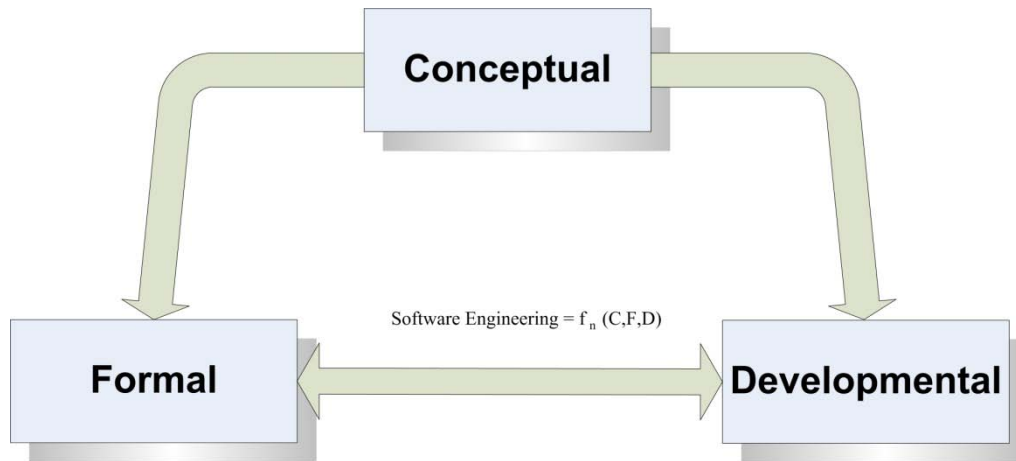 Conceptual
Software Engineering = f n (C,F,D)
Formal
Developmental